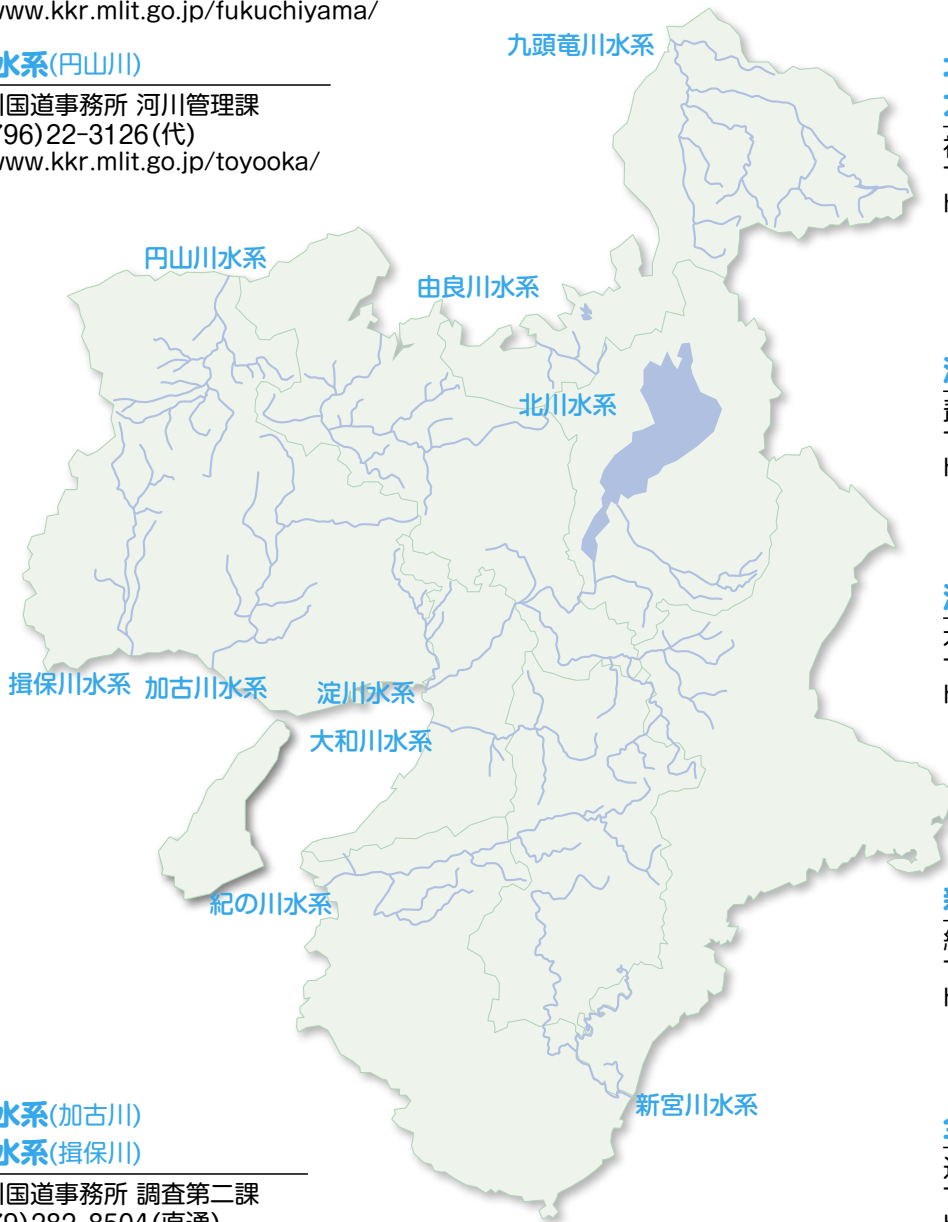 www.kkr.mlit.go.jp/fukuchiyama/
水系(円山川)
川国道事務所 河川管理課
796)22-3126(代)
www.kkr.mlit.go.jp/toyooka/
九頭竜川水系
円山川水系
由良川水系
北川水系
揖保川水系
加古川水系
淀川水系
大和川水系
紀の川水系
新宮川水系
水系(加古川)
水系(揖保川)
川国道事務所 調査第二課
79)282-8504(直通)